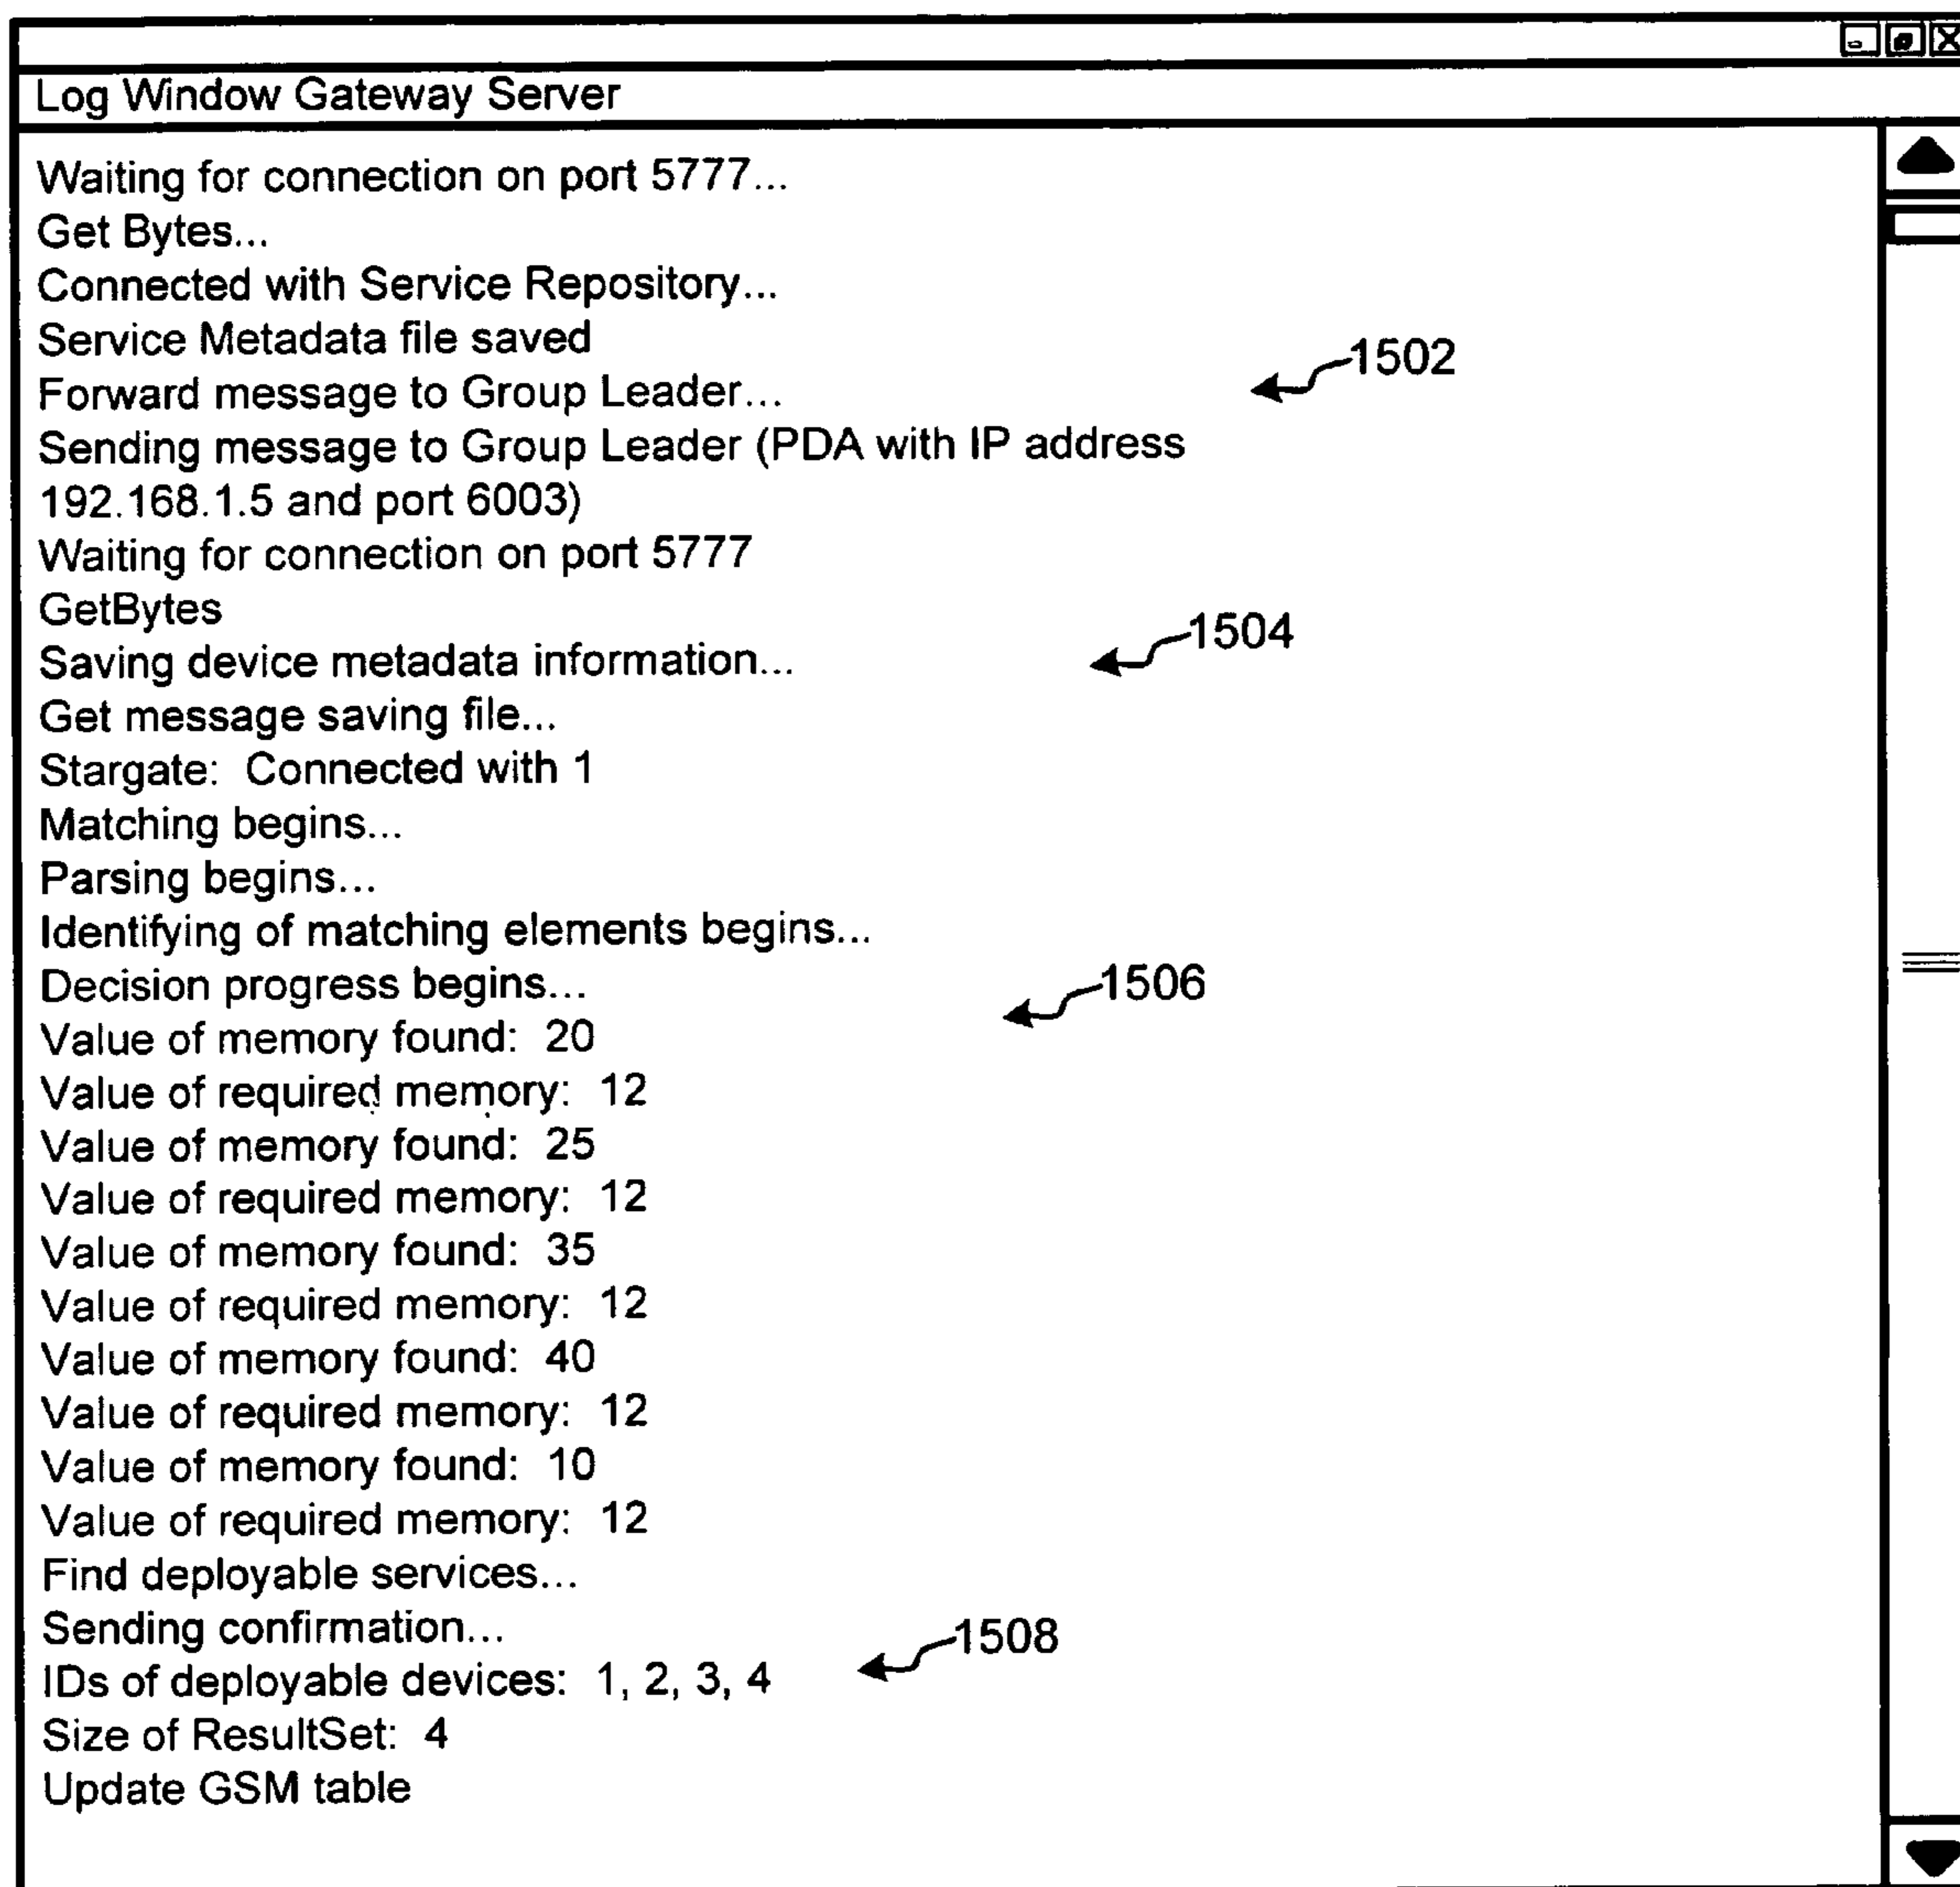 Log Window Gateway Server
Waiting for connection on port 5777...
Get Bytes...
Connected with Service Repository...
Service Metadata file saved
1502
Forward message to Group Leader...
Sending message to Group Leader (PDA with IP address
192.168.1.5 and port 6003)
Waiting for connection on port 5777
GetBytes
1504
Saving device metadata information...
Get message saving file...
Stargate: Connected with 1
Matching begins...
Parsing begins...
Identifying of matching elements begins...
Decision progress begins...
1506
Value of memory found: 20
Value of required memory: 12
Value of memory found: 25
Value of required memory: 12
Value of memory found: 35
Value of required memory: 12
Value of memory found: 40
Value of required memory: 12
Value of memory found: 10
Value of required memory: 12
Find deployable services...
Sending confirmation...
1508
IDs of deployable devices: 1, 2, 3, 4
Size of ResultSet: 4
Update GSM table